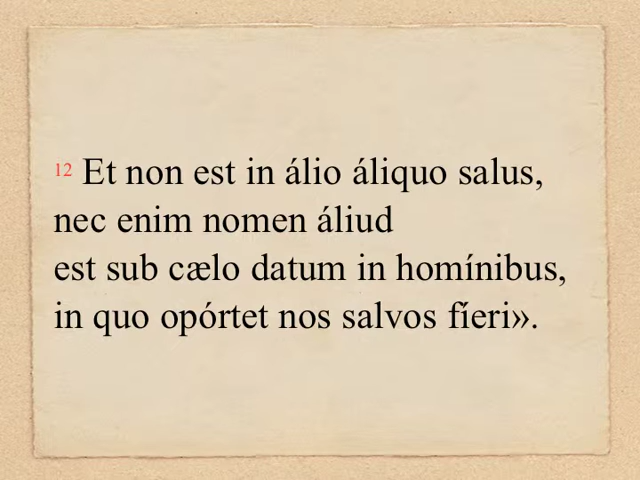 12 Et non est in álio áliquo salus,
nec enim nomen áliud
est sub cælo datum in homínibus,
in quo opórtet nos salvos fíeri».